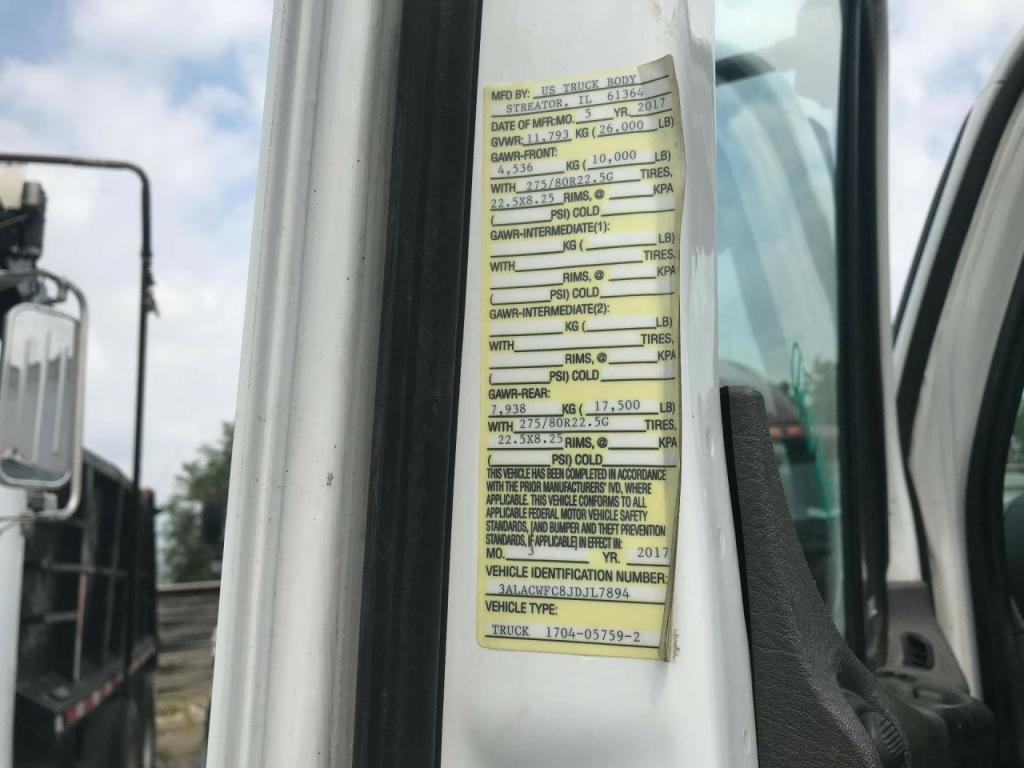 MFD BY: US TRUCK BODY
STREATOR, IL 61364
DATE OF MFR:MO. 5 YR. 2017
GVWR: 11,793 KG ( 26,000 LB)
GAWR-FRONT:
4,536 KG ( 10,000 LB)
WITH 275/80R22.5G TIRES,
22.5X8.25 RIMS, @ KPA
( PSI) COLD
GAWR-INTERMEDIATE(1):
KG ( LB)
WITH TIRES,
RIMS, @ KPA
( PSI) COLD
GAWR-INTERMEDIATE(2):
KG ( LB)
WITH TIRES,
RIMS, @ KPA
( PSI) COLD
GAWR-REAR:
7,938 KG ( 17,500 LB)
WITH 275/80R22.5G TIRES,
22.5X8.25 RIMS, @ KPA
( PSI) COLD
THIS VEHICLE HAS BEEN COMPLETED IN ACCORDANCE
WITH THE PRIOR MANUFACTURERS' IVD, WHERE
APPLICABLE. THIS VEHICLE CONFORMS TO ALL
APPLICABLE FEDERAL MOTOR VEHICLE SAFETY
STANDARDS, [AND BUMPER AND THEFT PREVENTION
STANDARDS, IF APPLICABLE] IN EFFECT IN:
MO. 3 YR. 2017
VEHICLE IDENTIFICATION NUMBER:
3ALACWFC8JDJL7894
VEHICLE TYPE:
TRUCK 1704-05759-2